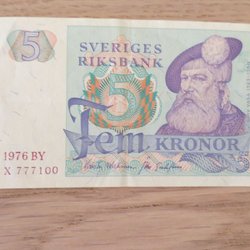 5
SVERIGES
RIKSBANK
5
Fem
KRONOR
1976 BY
X 777100